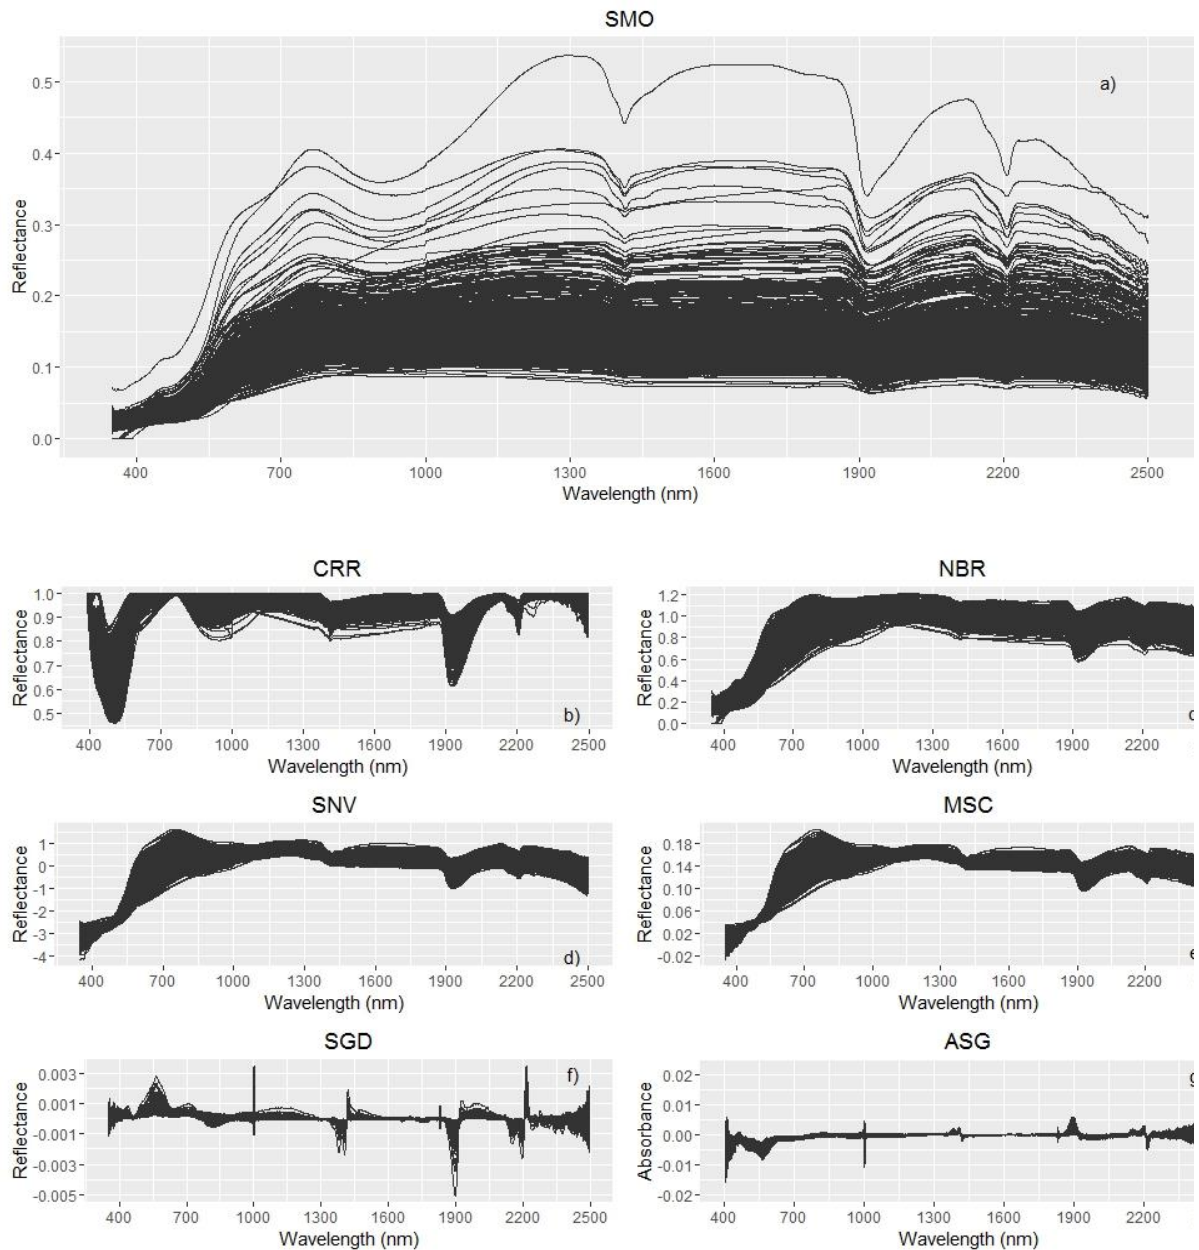 SMO
a)
0.5
0.4
0.3
0.2
0.1
0.0
Reflectance
400 700 1000 1300 1600 1900 2200 2500
Wavelength (nm)
CRR
1.0
0.9
0.8
0.7
0.6
0.5
Reflectance
b)
400 700 1000 1300 1600 1900 2200 2500
Wavelength (nm)
NBR
1.2
1.0
0.8
0.6
0.4
0.2
0.0
Reflectance
400 700 1000 1300 1600 1900 2200
Wavelength (nm)
SNV
1
0
-1
-2
-3
-4
Reflectance
d)
400 700 1000 1300 1600 1900 2200 2500
Wavelength (nm)
MSC
0.18
0.14
0.10
0.06
0.02
-0.02
Reflectance
e
400 700 1000 1300 1600 1900 2200
Wavelength (nm)
SGD
f)
0.003
0.001
-0.001
-0.003
-0.005
Reflectance
400 700 1000 1300 1600 1900 2200 2500
Wavelength (nm)
ASG
0.02
0.01
0.00
-0.01
-0.02
Absorbance
400 700 1000 1300 1600 1900 2200
Wavelength (nm)